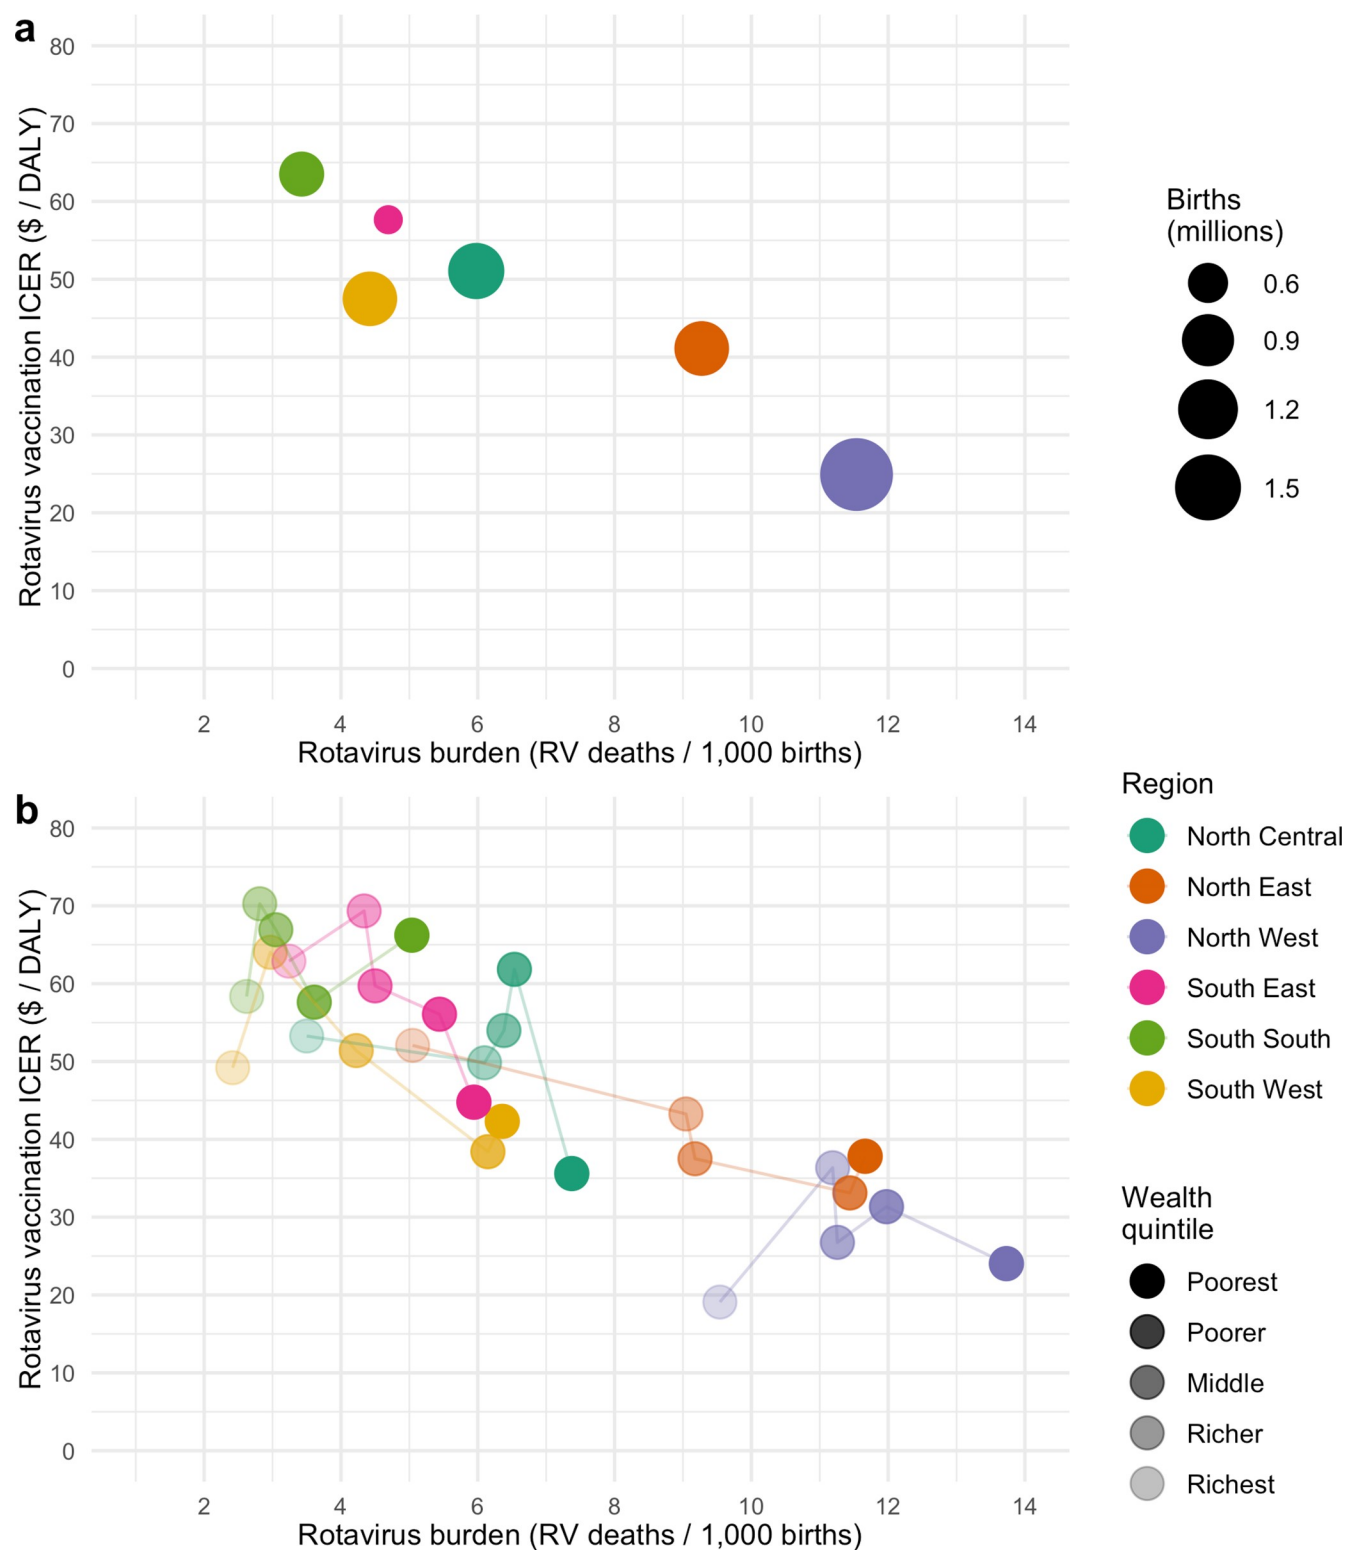 a
80
70
60
50
40
30
20
10
0
Rotavirus vaccination ICER ($ / DALY)
2 4 6 8 10 12 14
Rotavirus burden (RV deaths / 1,000 births)
Births
(millions)
0.6
0.9
1.2
1.5
b
80
70
60
50
40
30
20
10
0
Rotavirus vaccination ICER ($ / DALY)
2 4 6 8 10 12 14
Rotavirus burden (RV deaths / 1,000 births)
Region
North Central
North East
North West
South East
South South
South West
Wealth
quintile
Poorest
Poorer
Middle
Richer
Richest